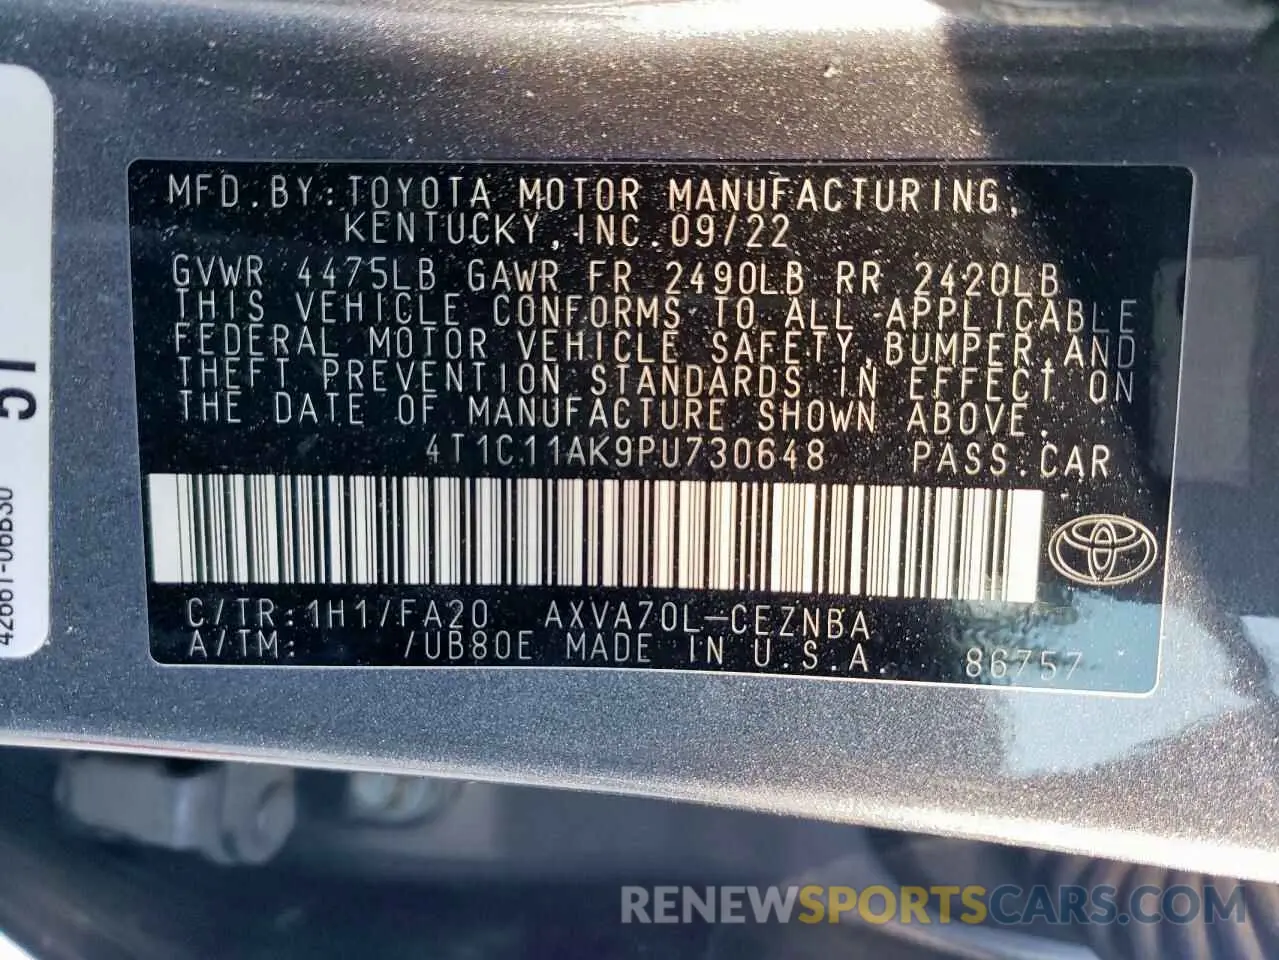 MFD.BY:TOYOTA MOTOR MANUFACTURING,
KENTUCKY,INC.09/22
GVWR 4475LB GAWR FR 2490LB RR 2420LB
THIS VEHICLE CONFORMS TO ALL APPLICABLE
FEDERAL MOTOR VEHICLE SAFETY,BUMPER,AND
THEFT PREVENTION STANDARDS IN EFFECT ON
THE DATE OF MANUFACTURE SHOWN ABOVE.
4T1C11AK9PU730648 PASS.CAR
C/TR:1H1/FA20 AXVA70L-CEZNBA
A/TM: /UB80E MADE IN U.S.A. 86757
42661-06B30
RENEWSPORTSCARS.COM